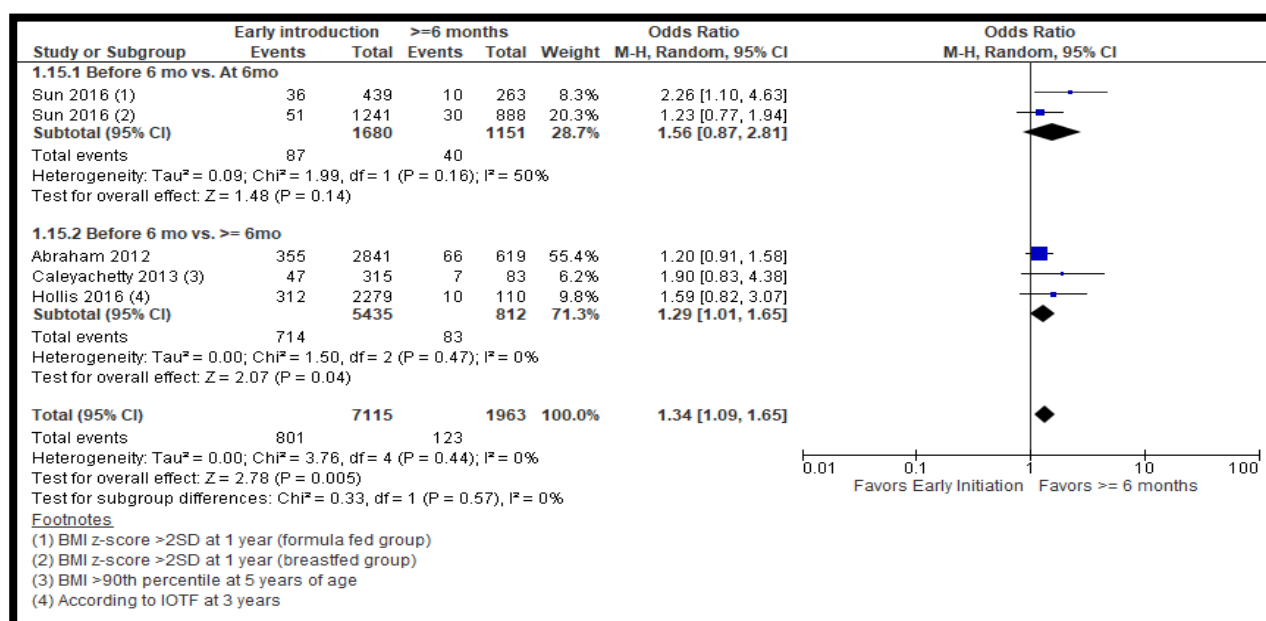 Early introduction >=6 months Odds Ratio Odds Ratio
Study or Subgroup Events Total Events Total Weight M-H, Random, 95% CI M-H, Random, 95% CI
1.15.1 Before 6 mo vs. At 6mo
Sun 2016 (1) 36 439 10 263 8.3% 2.26 [1.10, 4.63]
Sun 2016 (2) 51 1241 30 888 20.3% 1.23 [0.77, 1.94]
Subtotal (95% CI) 1680 1151 28.7% 1.56 [0.87, 2.81]
Total events 87 40
Heterogeneity: Tau² = 0.09; Chi² = 1.99, df = 1 (P = 0.16); I² = 50%
Test for overall effect: Z = 1.48 (P = 0.14)
1.15.2 Before 6 mo vs. >= 6mo
Abraham 2012 355 2841 66 619 55.4% 1.20 [0.91, 1.58]
Caleyachetty 2013 (3) 47 315 7 83 6.2% 1.90 [0.83, 4.38]
Hollis 2016 (4) 312 2279 10 110 9.8% 1.59 [0.82, 3.07]
Subtotal (95% CI) 5435 812 71.3% 1.29 [1.01, 1.65]
Total events 714 83
Heterogeneity: Tau² = 0.00; Chi² = 1.50, df = 2 (P = 0.47); I² = 0%
Test for overall effect: Z = 2.07 (P = 0.04)
Total (95% CI) 7115 1963 100.0% 1.34 [1.09, 1.65]
Total events 801 123
Heterogeneity: Tau² = 0.00; Chi² = 3.76, df = 4 (P = 0.44); I² = 0%
Test for overall effect: Z = 2.78 (P = 0.005)
Test for subgroup differences: Chi² = 0.33, df = 1 (P = 0.57), I² = 0%
0.01 0.1 1 10 100
Favors Early Initiation Favors >= 6 months
Footnotes
(1) BMI z-score >2SD at 1 year (formula fed group)
(2) BMI z-score >2SD at 1 year (breastfed group)
(3) BMI >90th percentile at 5 years of age
(4) According to IOTF at 3 years